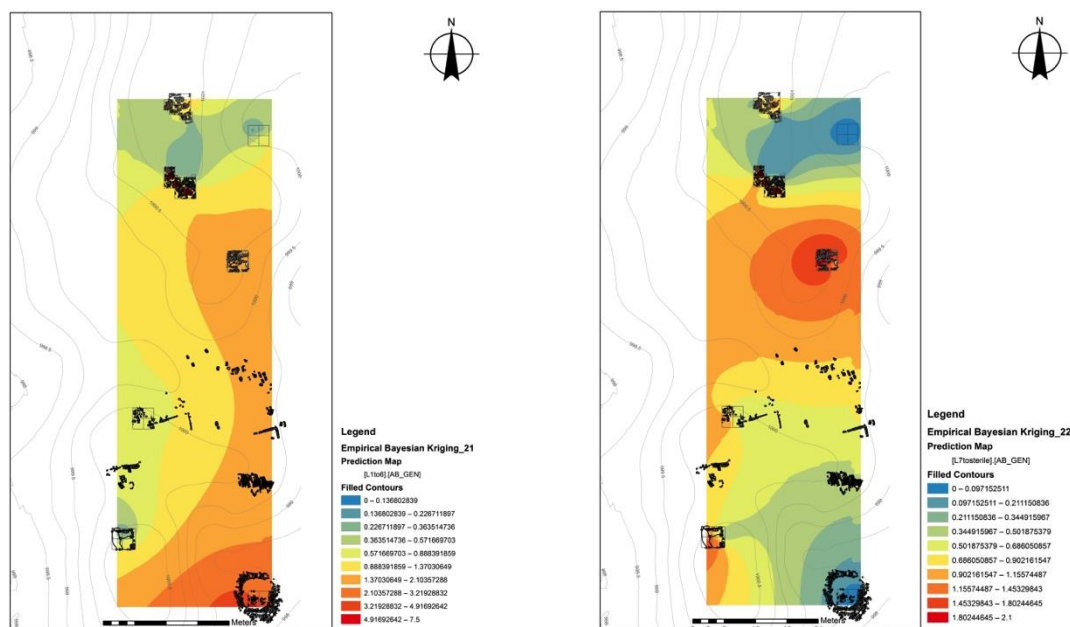 N
Legend
Empirical Bayesian Kriging_21
Prediction Map
[L1to6].[AB_GEN]
Filled Contours
0 – 0.136802839
0.136802839 – 0.226711897
0.226711897 – 0.363514736
0.363514736 – 0.571669703
0.571669703 – 0.888391859
0.888391859 – 1.37030649
1.37030649 – 2.10357288
2.10357288 – 3.21928832
3.21928832 – 4.91692642
4.91692642 – 7.5
Meters
N
Legend
Empirical Bayesian Kriging_22
Prediction Map
[L7tosterile].[AB_GEN]
Filled Contours
0 – 0.097152511
0.097152511 – 0.211150836
0.211150836 – 0.344915967
0.344915967 – 0.501875379
0.501875379 – 0.686050857
0.686050857 – 0.902161547
0.902161547 – 1.15574487
1.15574487 – 1.45329843
1.45329843 – 1.80244645
1.80244645 – 2.1
Meters